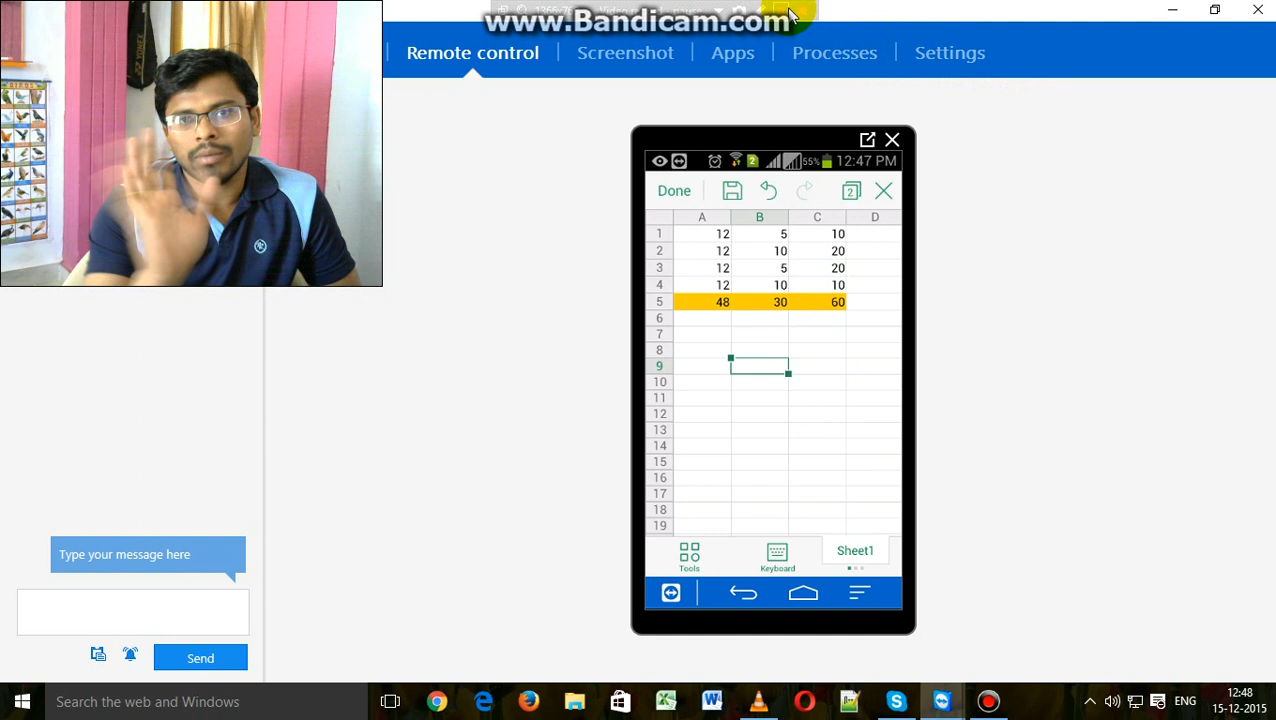 www.Bandicam.com
Remote control
Screenshot
Apps
Processes
Settings
BIRDS
2
55%
12:47 PM
Done
2
A B C D
1 12 5 10
2 12 10 20
3 12 5 20
4 12 10 10
5 48 30 60
6
7
8
9
10
11
12
13
14
15
16
17
18
19
Tools
Keyboard
Sheet1
Type your message here
Send
Search the web and Windows
ENG
12:48
15-12-2015